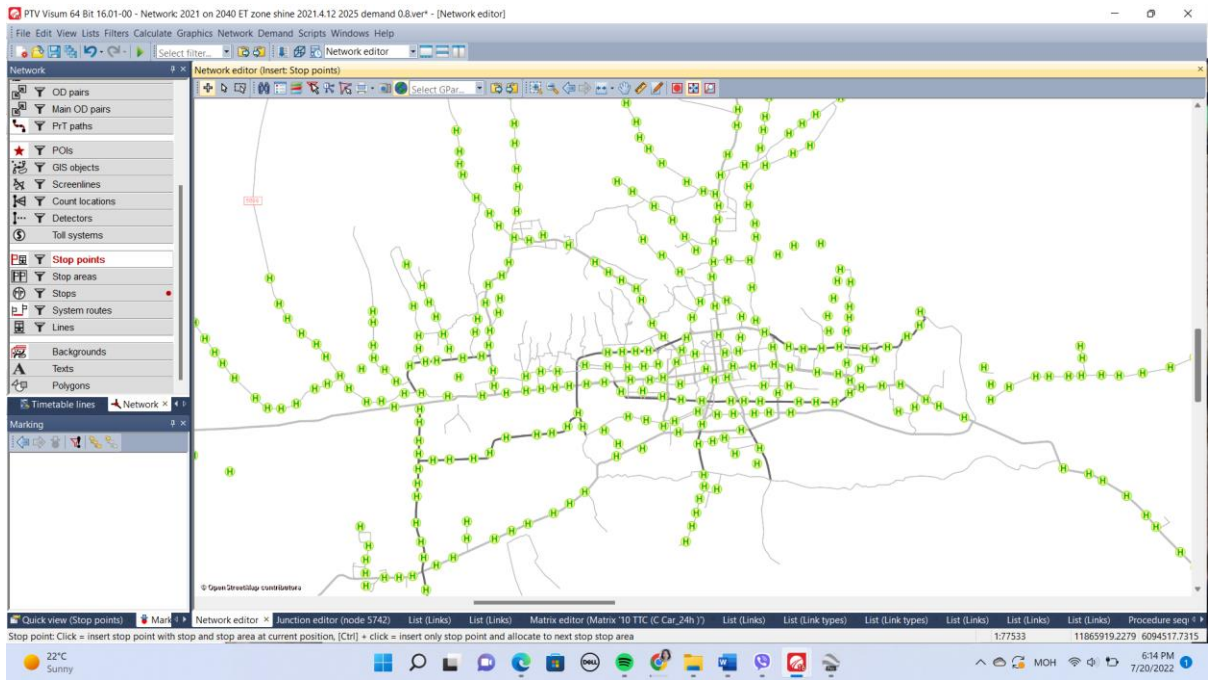 PTV Visum 64 Bit 16.01-00 - Network: 2021 on 2040 ET zone shine 2021.4.12 2025 demand 0.8.ver* - [Network editor]
File Edit View Lists Filters Calculate Graphics Network Demand Scripts Windows Help
Select filter... Network editor
Network
Network editor (Insert: Stop points)
Select GPar...
OD pairs
Main OD pairs
PrT paths
POIs
GIS objects
Screenlines
Count locations
Detectors
Toll systems
Stop points
Stop areas
Stops
System routes
Lines
Backgrounds
Texts
Polygons
Timetable lines Network
Marking
© OpenStreetMap contributors
Quick view (Stop points) Mark Network editor Junction editor (node 5742) List (Links) List (Links) Matrix editor (Matrix '10 TTC (C Car_24h )') List (Links) List (Link types) List (Link types) List (Links) List (Links) List (Links) Procedure seq
Stop point: Click = insert stop point with stop and stop area at current position, [Ctrl] + click = insert only stop point and allocate to next stop stop area 1:77533 11865919.2279 6094517.7315
22°C
Sunny
DELL
МОН
6:14 PM
7/20/2022
1